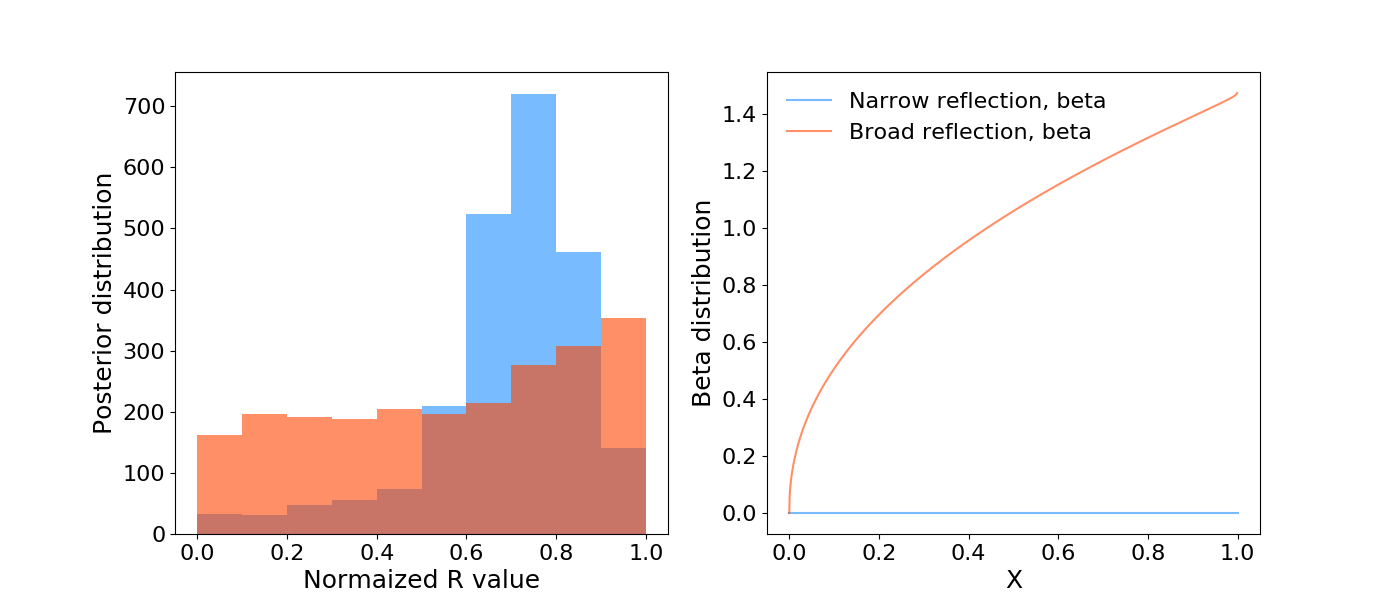 Posterior distribution
700
600
500
400
300
200
100
0
0.0 0.2 0.4 0.6 0.8 1.0
Normaized R value
Beta distribution
1.4
1.2
1.0
0.8
0.6
0.4
0.2
0.0
0.0 0.2 0.4 0.6 0.8 1.0
X
Narrow reflection, beta
Broad reflection, beta